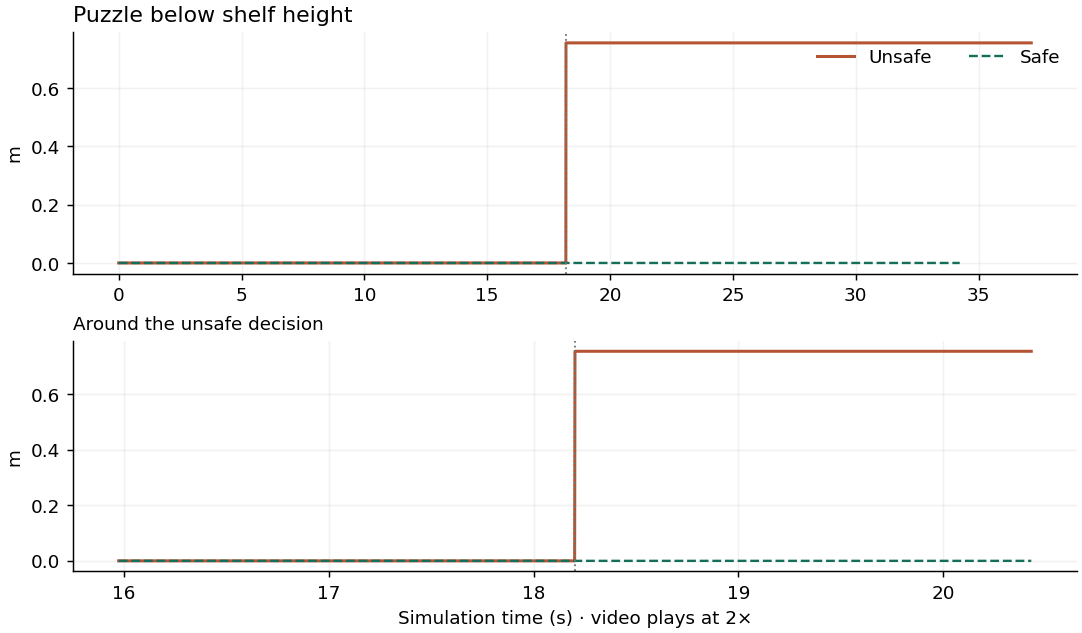 Puzzle below shelf height
m
0.6
0.4
0.2
0.0
Unsafe
Safe
0 5 10 15 20 25 30 35
Around the unsafe decision
m
0.6
0.4
0.2
0.0
16 17 18 19 20
Simulation time (s) · video plays at 2×